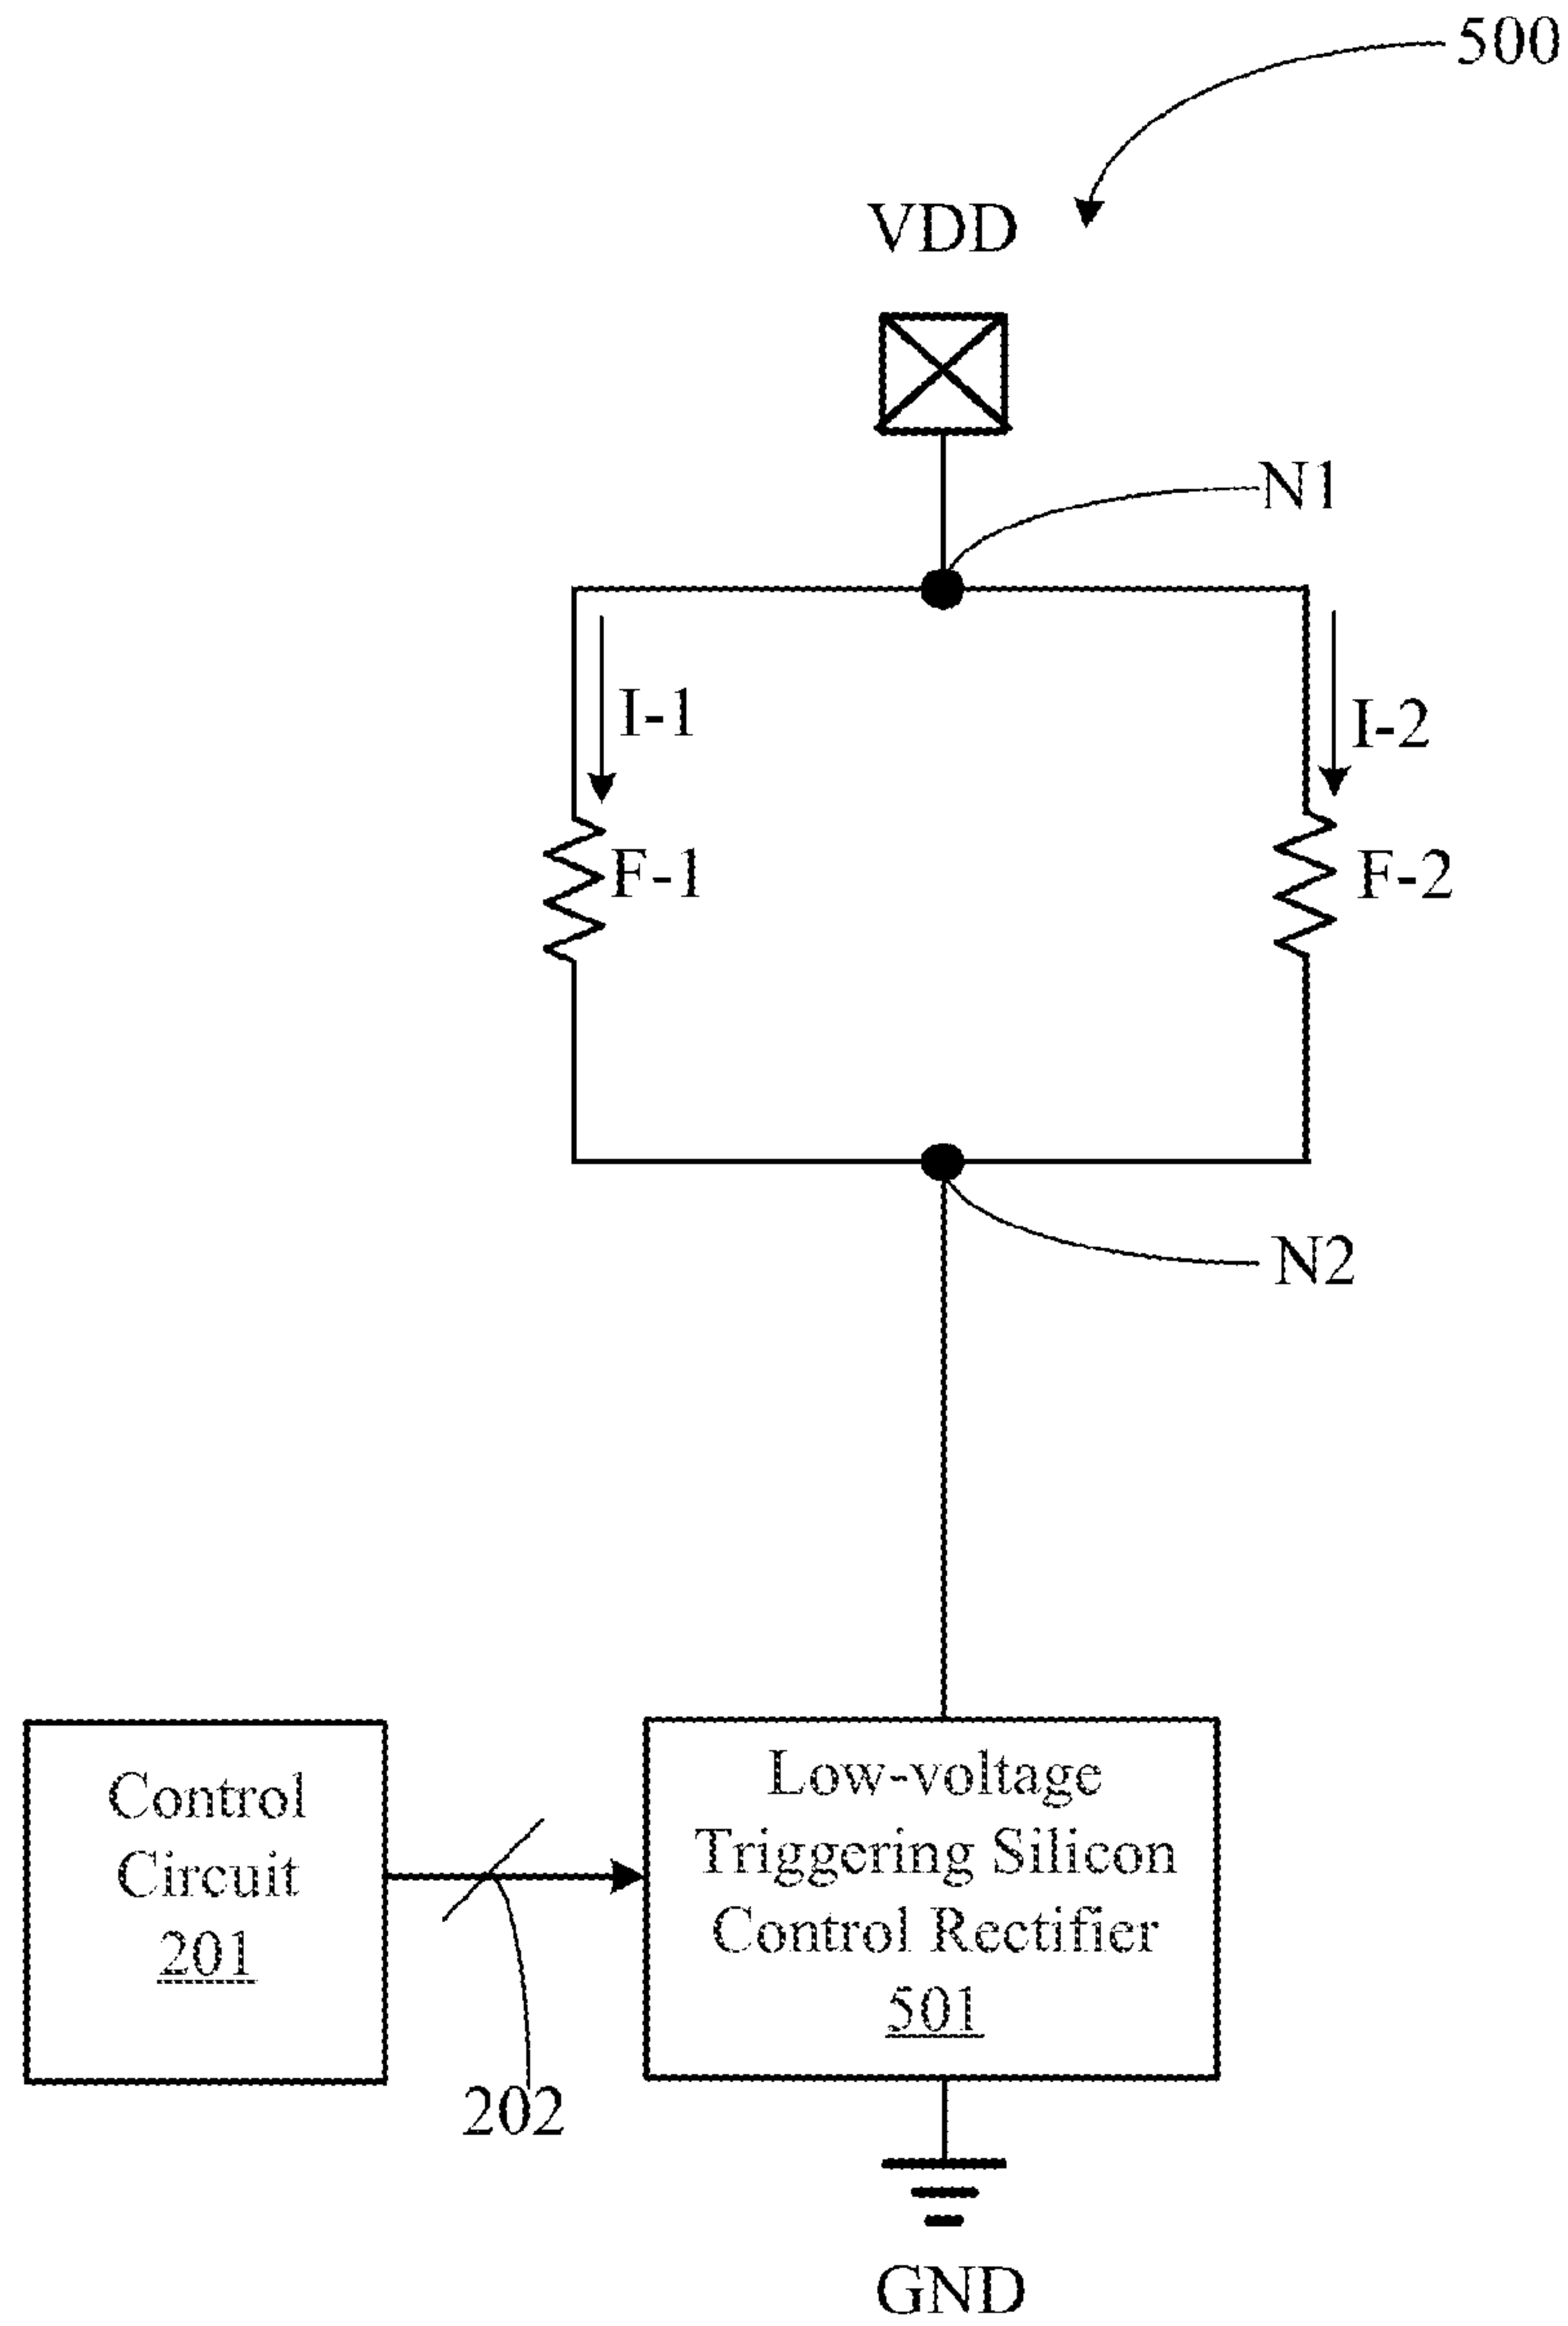 500
VDD
N1
I-1
I-2
F-1
F-2
N2
Control
Circuit
201
202
Low-voltage
Triggering Silicon
Control Rectifier
501
GND